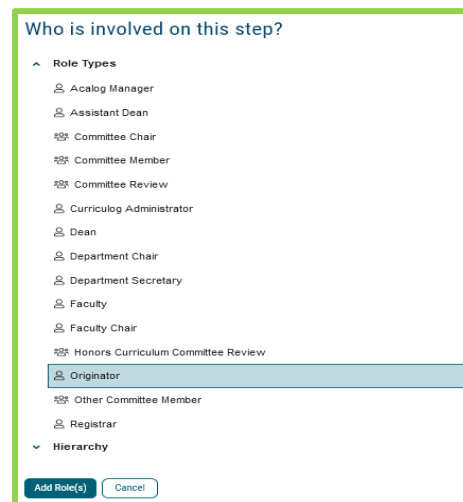 Who is involved on this step?
Role Types
Acalog Manager
Assistant Dean
Committee Chair
Committee Member
Committee Review
Curriculog Administrator
Dean
Department Chair
Department Secretary
Faculty
Faculty Chair
Honors Curriculum Committee Review
Originator
Other Committee Member
Registrar
Hierarchy
Add Role(s) Cancel